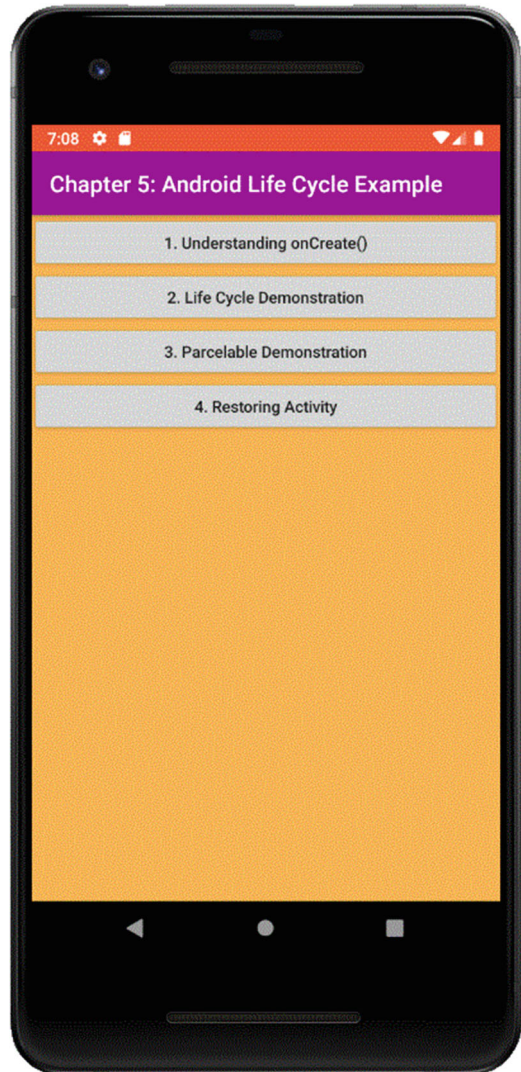 7:08
Chapter 5: Android Life Cycle Example
1. Understanding onCreate()
2. Life Cycle Demonstration
3. Parcelable Demonstration
4. Restoring Activity